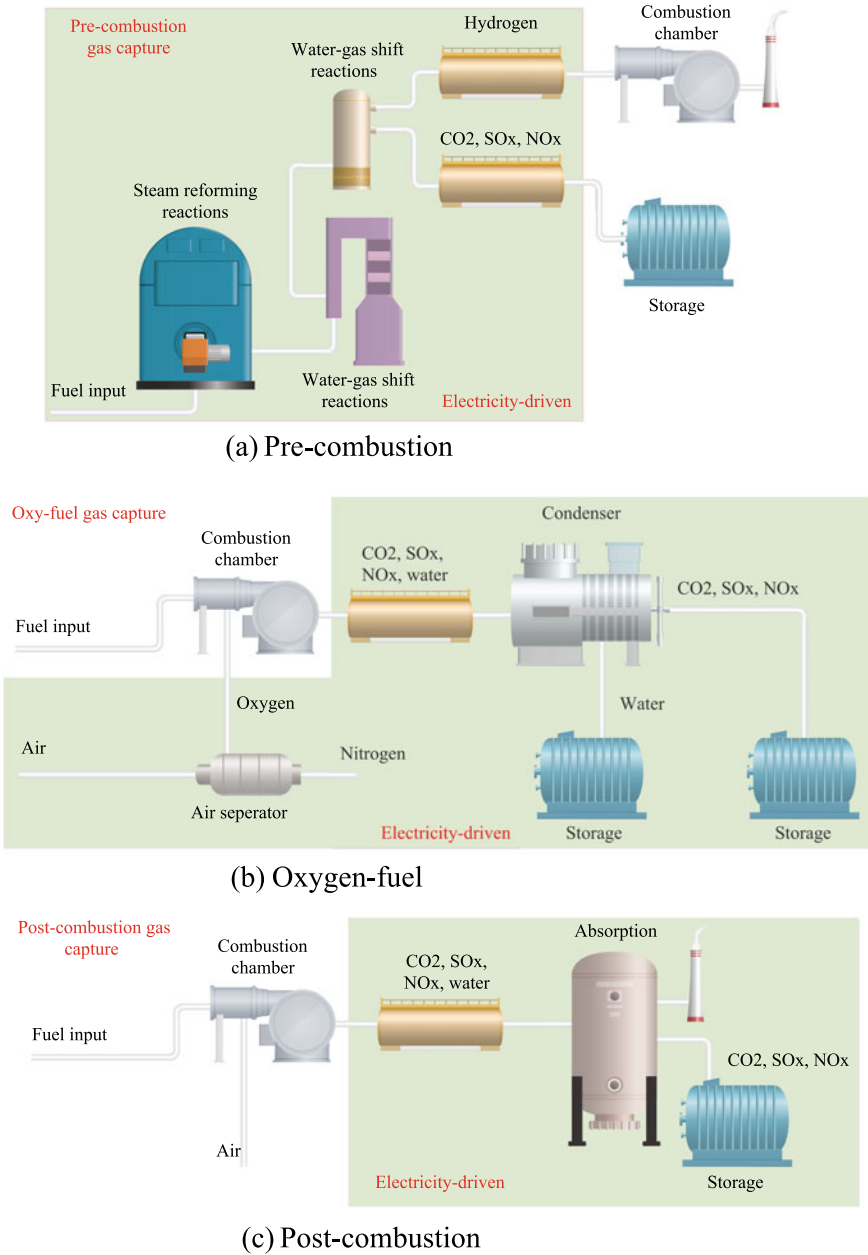 Pre-combustion
gas capture
Hydrogen
Combustion
chamber
Water-gas shift
reactions
CO2, SOx, NOx
Steam reforming
reactions
Storage
Fuel input
Water-gas shift
reactions
Electricity-driven
(a) Pre-combustion
Oxy-fuel gas capture
Condenser
Combustion
chamber
CO2, SOx,
NOx, water
CO2, SOx, NOx
Fuel input
Oxygen
Water
Air
Nitrogen
Air seperator
Electricity-driven
Storage
Storage
(b) Oxygen-fuel
Post-combustion gas
capture
Absorption
Combustion
chamber
CO2, SOx,
NOx, water
Fuel input
CO2, SOx, NOx
Air
Electricity-driven
Storage
(c) Post-combustion